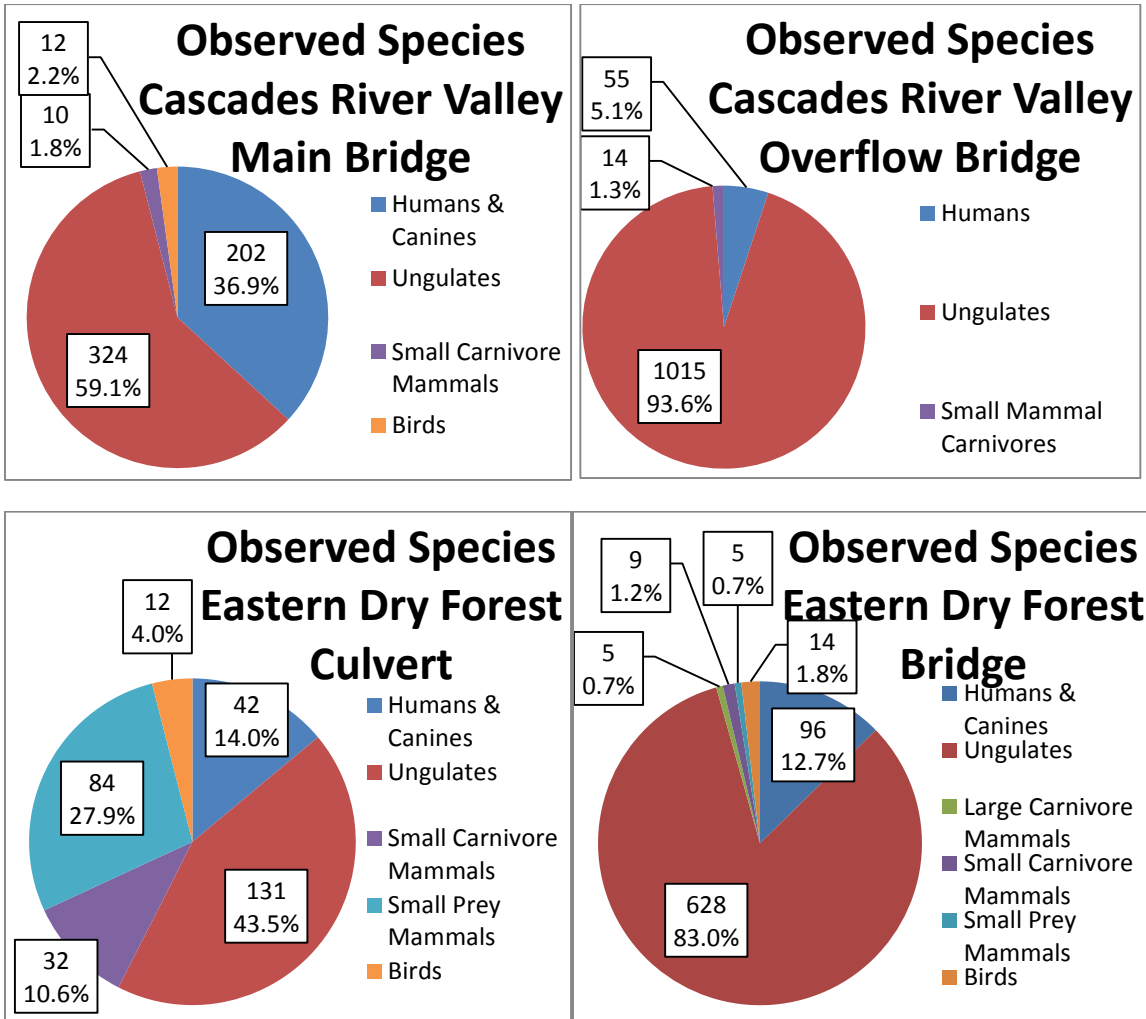 Observed Species
Cascades River Valley
Main Bridge
12
2.2%
10
1.8%
202
36.9%
324
59.1%
Humans &
Canines
Ungulates
Small Carnivore
Mammals
Birds
Observed Species
Cascades River Valley
Overflow Bridge
55
5.1%
14
1.3%
1015
93.6%
Humans
Ungulates
Small Mammal
Carnivores
Observed Species
Eastern Dry Forest
Culvert
12
4.0%
42
14.0%
84
27.9%
131
43.5%
32
10.6%
Humans &
Canines
Ungulates
Small Carnivore
Mammals
Small Prey
Mammals
Birds
Observed Species
Eastern Dry Forest
Bridge
9
1.2%
5
0.7%
5
0.7%
14
1.8%
96
12.7%
628
83.0%
Humans &
Canines
Ungulates
Large Carnivore
Mammals
Small Carnivore
Mammals
Small Prey
Mammals
Birds